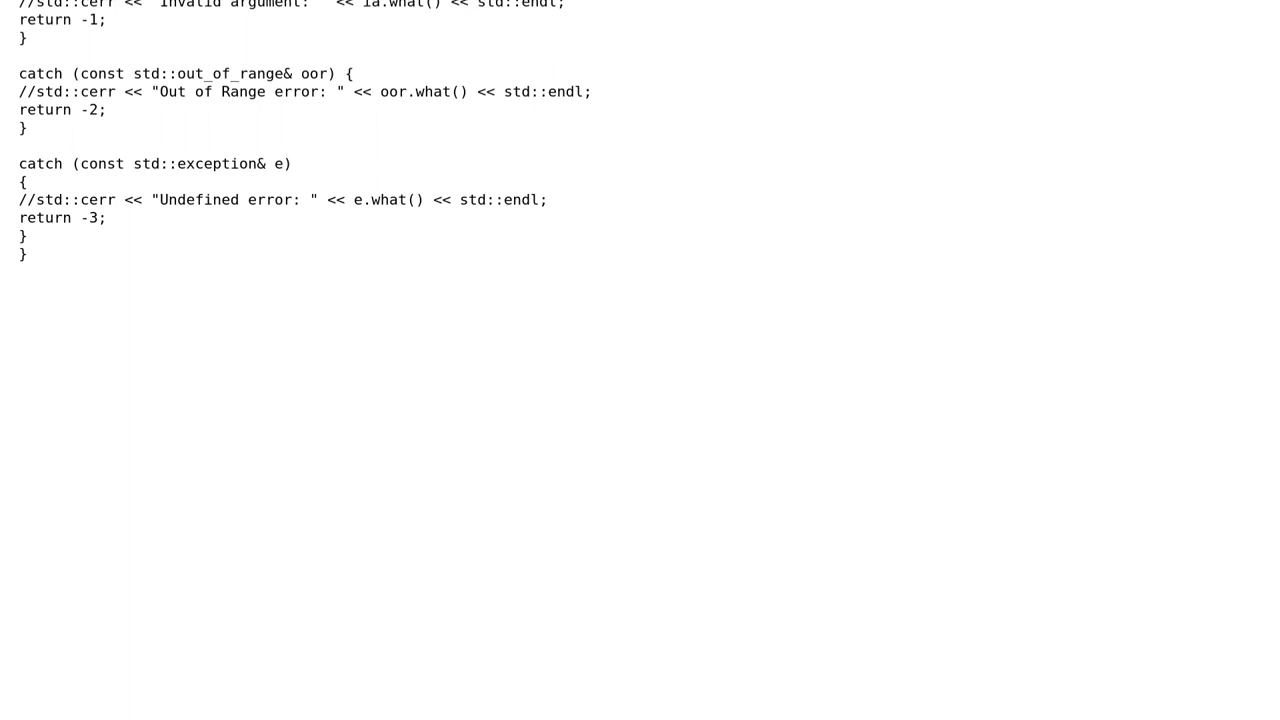 //std::cerr << "Invalid argument: " << ia.what() << std::endl;
return -1;
}

catch (const std::out_of_range& oor) {
//std::cerr << "Out of Range error: " << oor.what() << std::endl;
return -2;
}

catch (const std::exception& e)
{
//std::cerr << "Undefined error: " << e.what() << std::endl;
return -3;
}
}